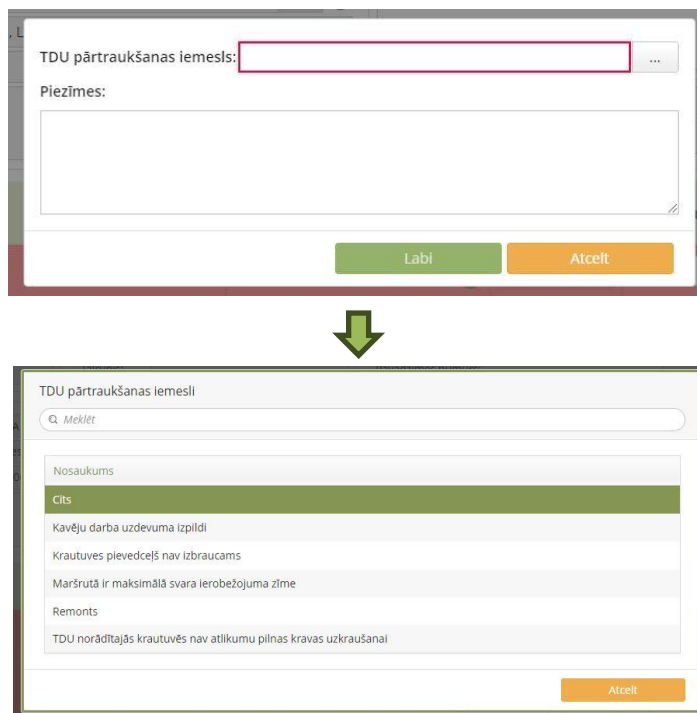 TDU pārtraukšanas iemesls:
...
Piezīmes:
Labi
Atcelt
TDU pārtraukšanas iemesli
Meklēt
Nosaukums
Cits
Kavēju darba uzdevuma izpildi
Krautuves pievedceļš nav izbraucams
Maršrutā ir maksimālā svara ierobežojuma zīme
Remonts
TDU norādītajās krautuvēs nav atlikumu pilnas kravas uzkraušanai
Atcelt